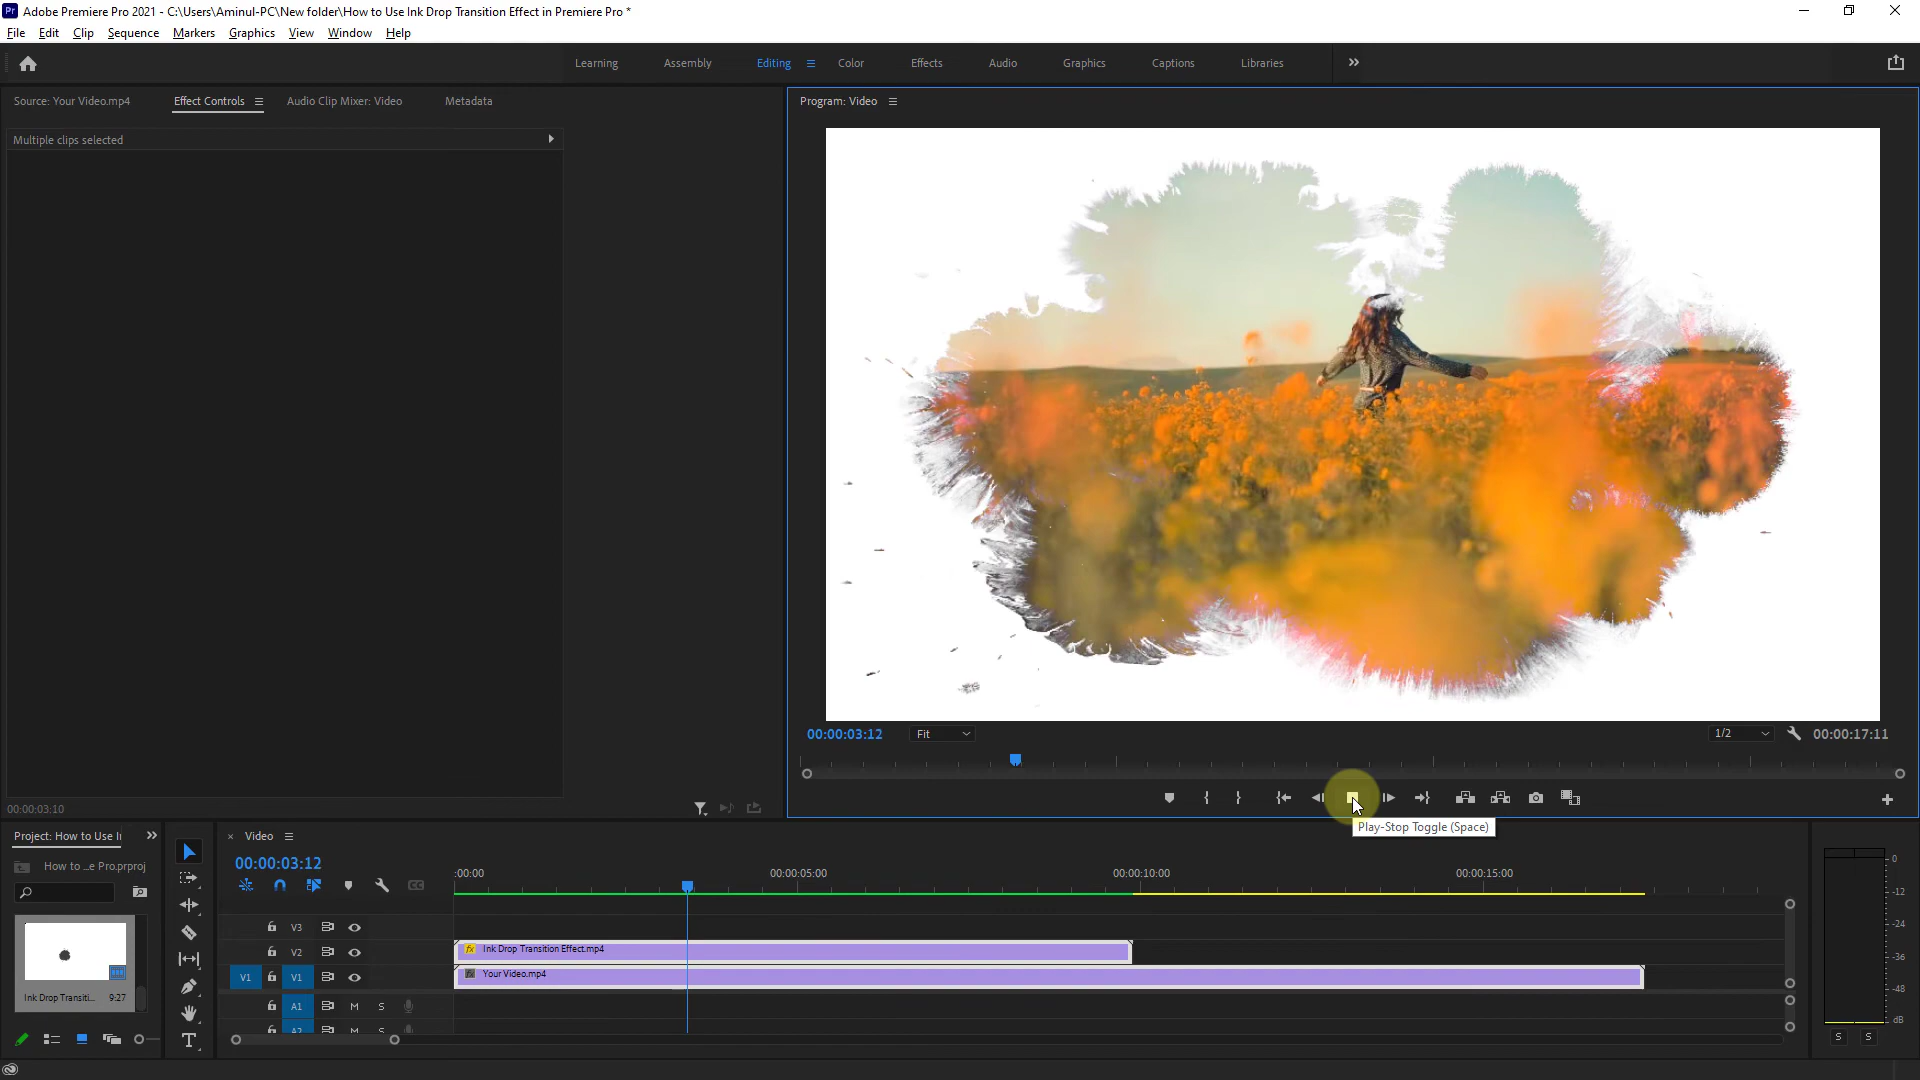 Pr Adobe Premiere Pro 2021 - C:\Users\Aminul-PC\New folder\How to Use Ink Drop Transition Effect in Premiere Pro *
File Edit Clip Sequence Markers Graphics View Window Help
Learning Assembly Editing Color Effects Audio Graphics Captions Libraries
Source: Your Video.mp4 Effect Controls Audio Clip Mixer: Video Metadata
Program: Video
Multiple clips selected
00:00:03:12 Fit 1/2 00:00:17:11
00:00:03:10
Play-Stop Toggle (Space)
Project: How to Use I
How to ...e Pro.prproj
Ink Drop Transiti... 9:27
Video
00:00:03:12
:00:00 00:00:05:00 00:00:10:00 00:00:15:00
V3
V2
fx Ink Drop Transition Effect.mp4
V1 V1
fx Your Video.mp4
A1 M S
A2 M S
T
0
-12
-24
-36
-48
dB
S S